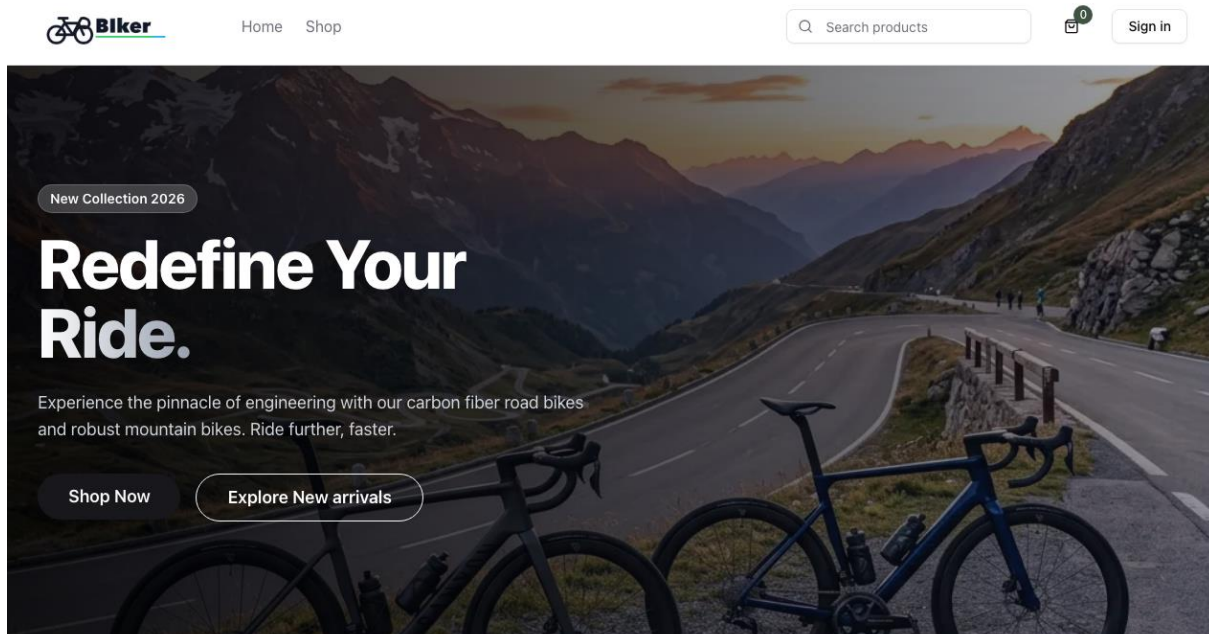 BIker
Home
Shop
Search products
0
Sign in
New Collection 2026
Redefine Your
Ride.
Experience the pinnacle of engineering with our carbon fiber road bikes
and robust mountain bikes. Ride further, faster.
Shop Now
Explore New arrivals